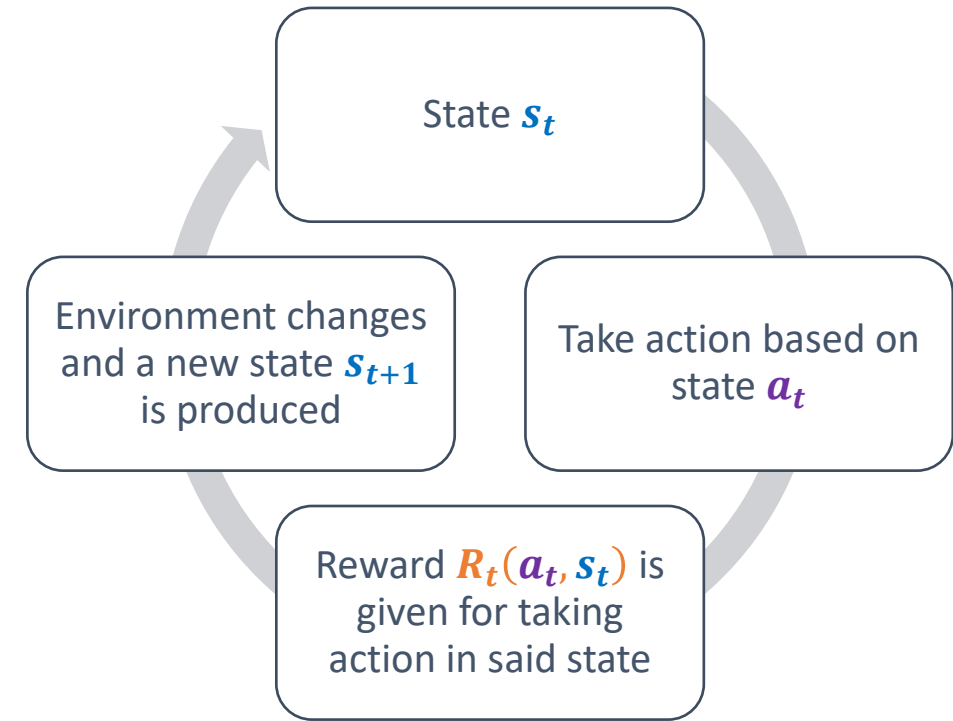 State s_t
Take action based on
state a_t
Reward R_t(a_t, s_t) is
given for taking
action in said state
Environment changes
and a new state s_{t+1}
is produced